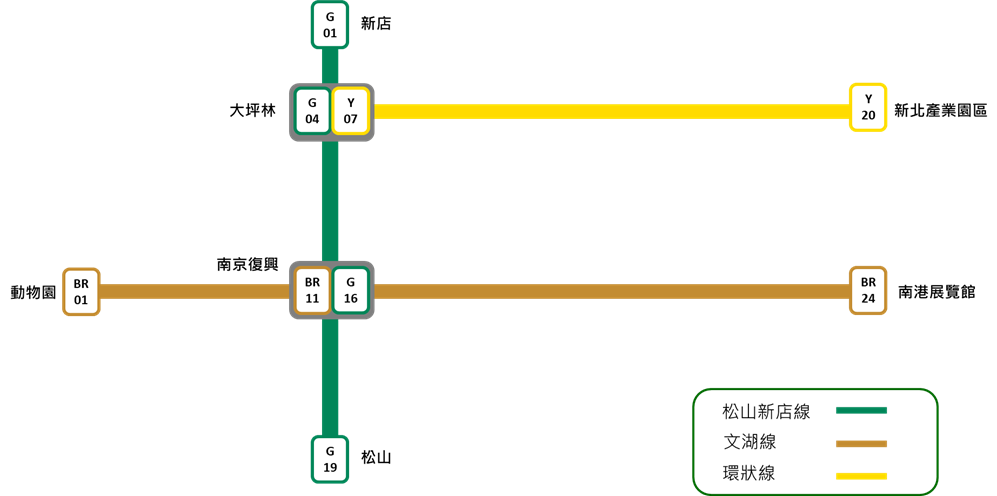 G
01
新店
大坪林
G
04
Y
07
Y
20
新北產業園區
南京復興
動物園
BR
01
BR
11
G
16
BR
24
南港展覽館
G
19
松山
松山新店線
文湖線
環狀線